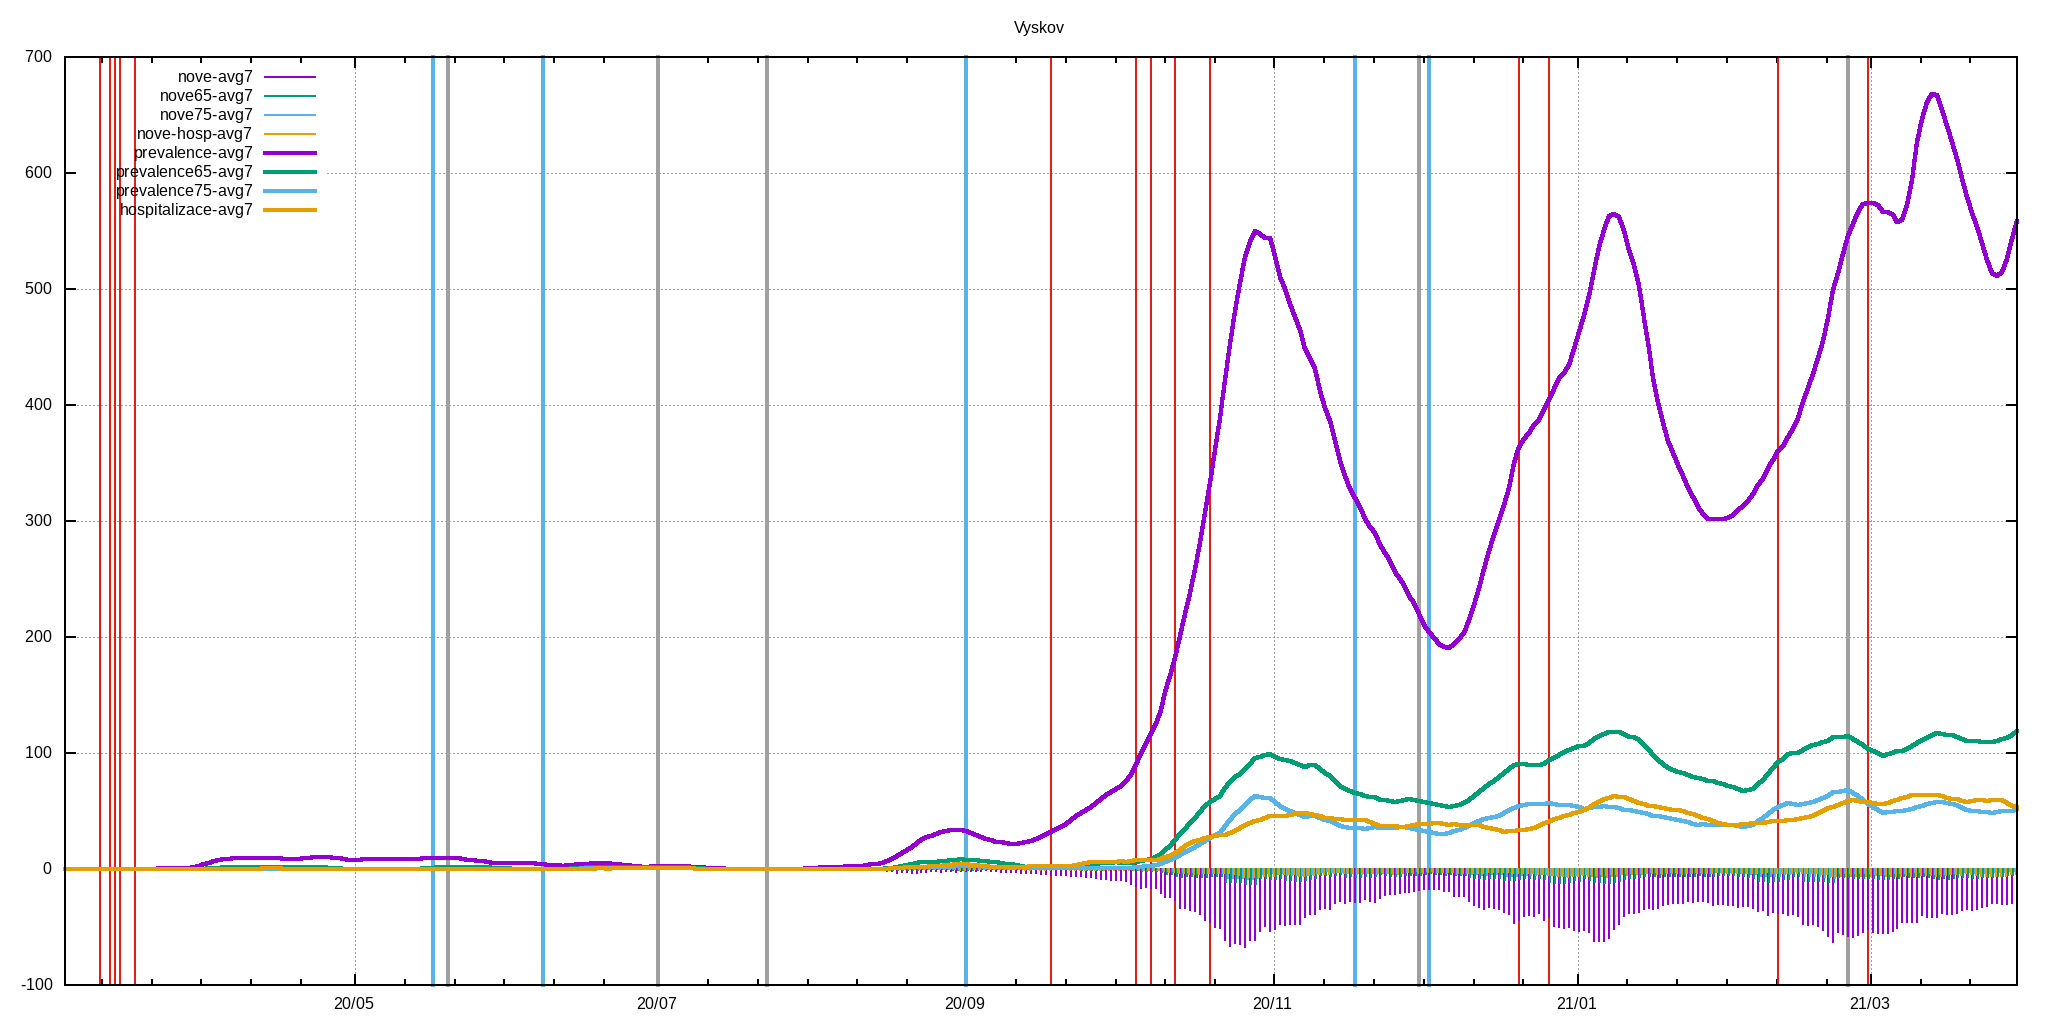 Vyskov
700
600
500
400
300
200
100
0
-100
nove-avg7
nove65-avg7
nove75-avg7
nove-hosp-avg7
prevalence-avg7
prevalence65-avg7
prevalence75-avg7
hospitalizace-avg7
20/05 20/07 20/09 20/11 21/01 21/03